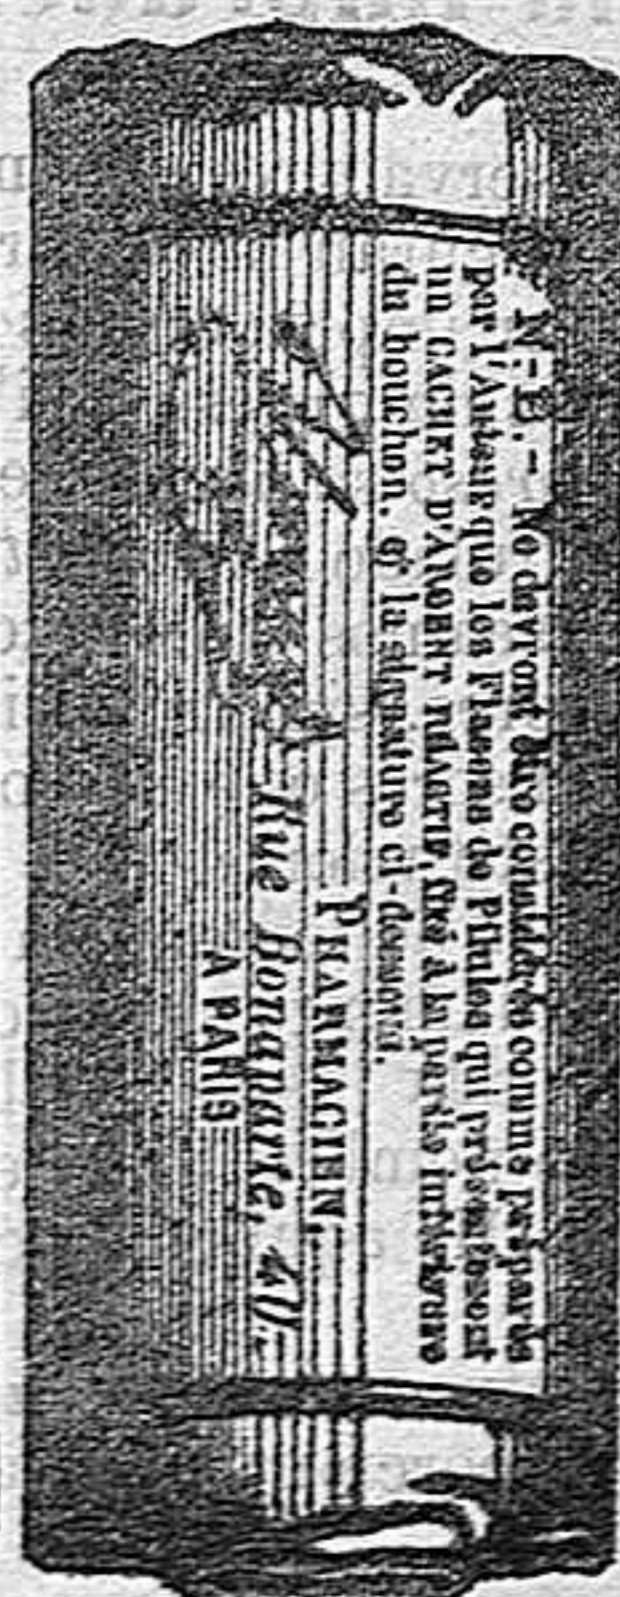 N.-B. - Ne devront être considérés comme préparés
par l'Auteur que les Flacons de Pilules qui présenteront
un CACHET D'ARGENT RÉACTIF, fixé à la partie inférieure
du bouchon, et la signature ci-dessous.
PHARMACIEN,
Rue Bonaparte, 40.
A PARIS